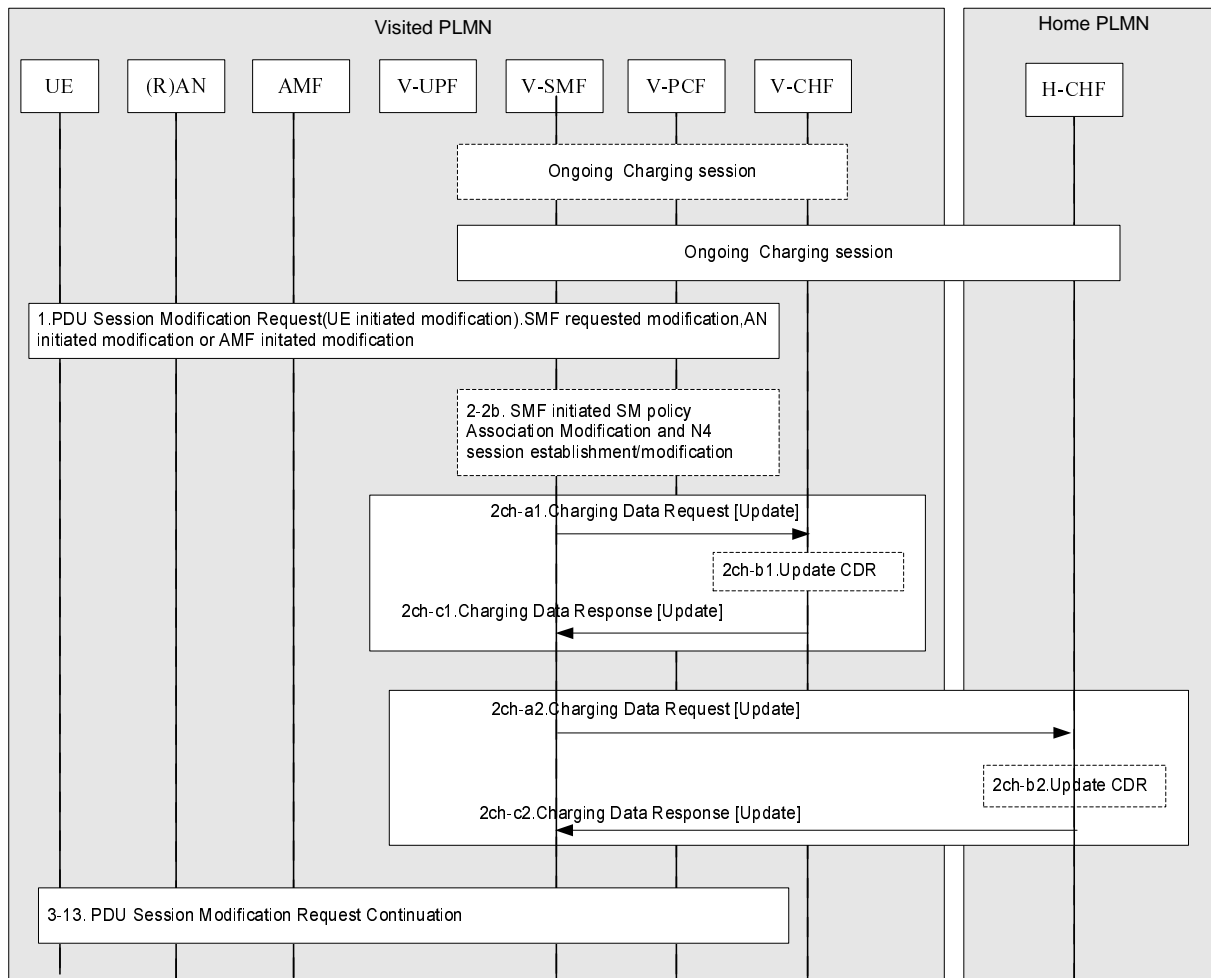 Visited PLMN
Home PLMN
UE
(R)AN
AMF
V-UPF
V-SMF
V-PCF
V-CHF
H-CHF
Ongoing Charging session
Ongoing Charging session
1.PDU Session Modification Request(UE initiated modification).SMF requested modification,AN
initiated modification or AMF initated modification
2-2b. SMF initiated SM policy
Association Modification and N4
session establishment/modification
2ch-a1.Charging Data Request [Update]
2ch-b1.Update CDR
2ch-c1.Charging Data Response [Update]
2ch-a2.Charging Data Request [Update]
2ch-b2.Update CDR
2ch-c2.Charging Data Response [Update]
3-13. PDU Session Modification Request Continuation